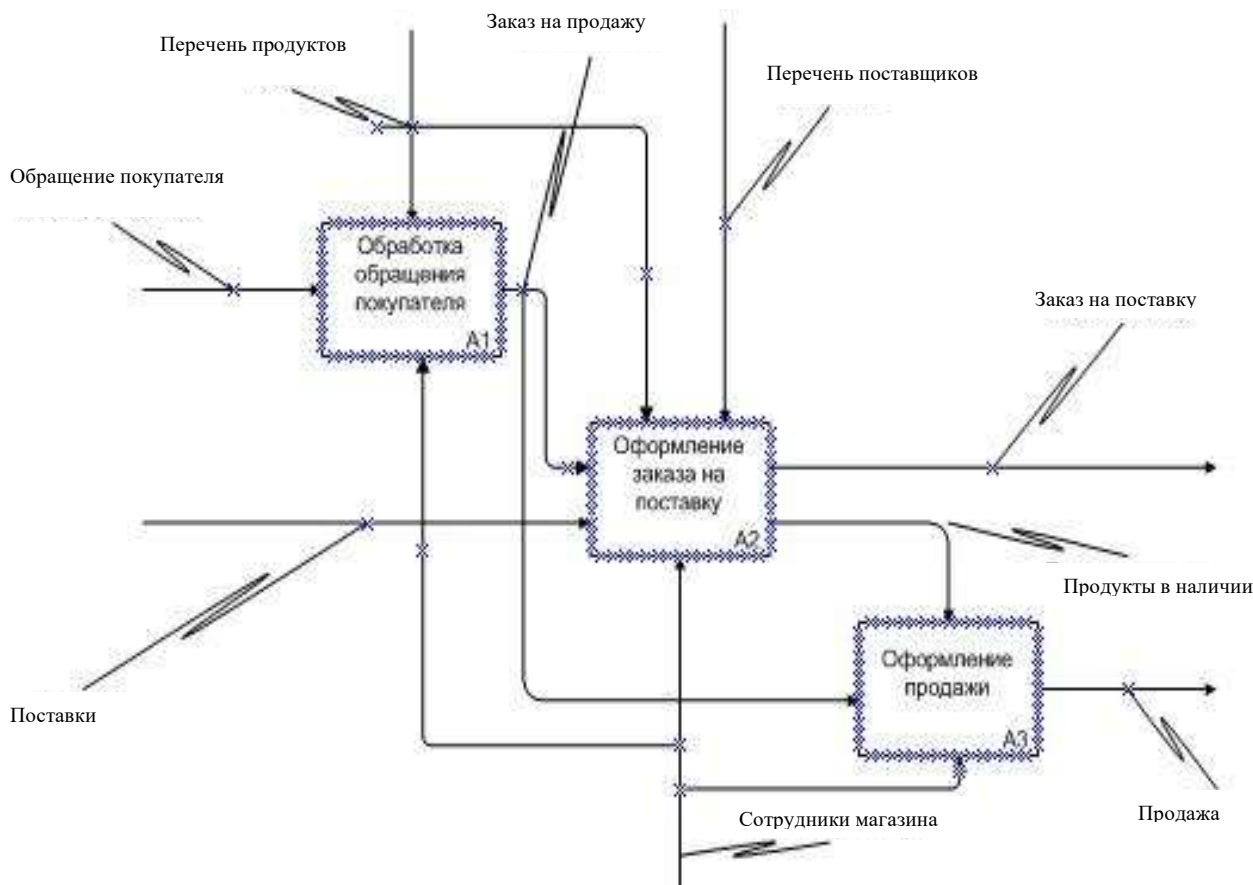 Заказ на продажу
Перечень продуктов
Перечень поставщиков
Обращение покупателя
Обработка
обращения
покупателя
A1
Заказ на поставку
Оформление
заказа на
поставку
A2
Продукты в наличии
Оформление
продажи
A3
Поставки
Сотрудники магазина
Продажа